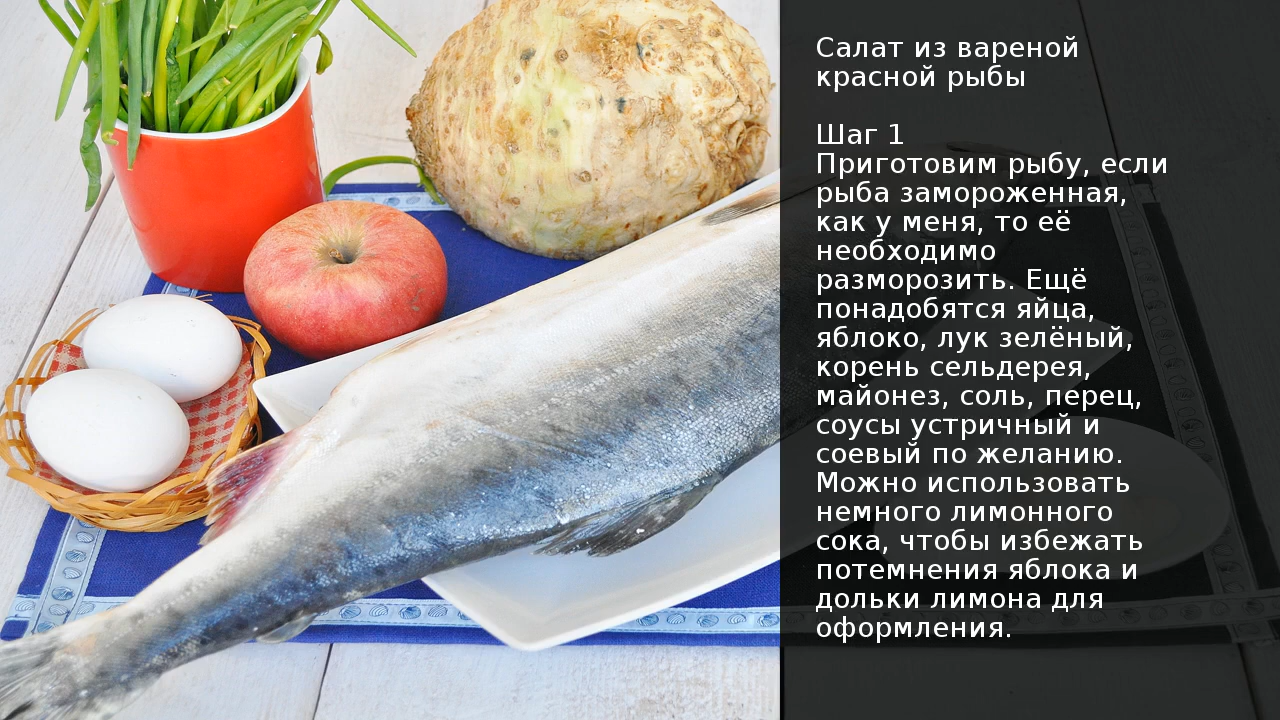 Салат из вареной
красной рыбы
Шаг 1
Приготовим рыбу, если
рыба замороженная,
как у меня, то её
необходимо
разморозить. Ещё
понадобятся яйца,
яблоко, лук зелёный,
корень сельдерея,
майонез, соль, перец,
соусы устричный и
соевый по желанию.
Можно использовать
немного лимонного
сока, чтобы избежать
потемнения яблока и
дольки лимона для
оформления.